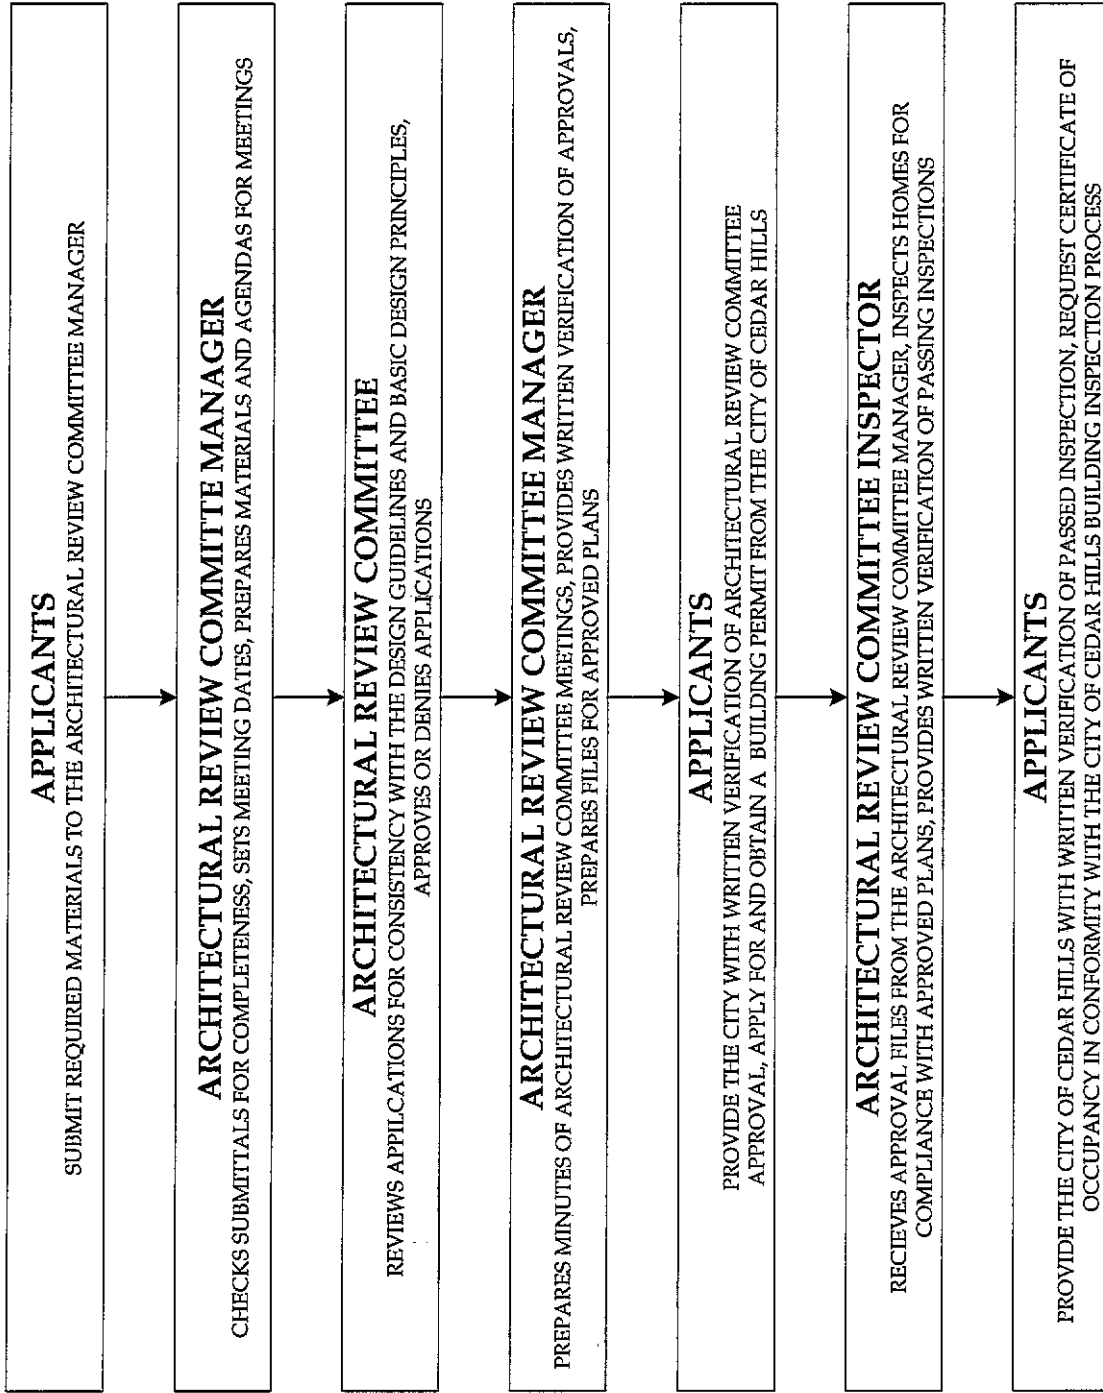 APPLICANTS
SUBMIT REQUIRED MATERIALS TO THE ARCHITECTURAL REVIEW COMMITTEE MANAGER
ARCHITECTURAL REVIEW COMMITTE MANAGER
CHECKS SUBMITTALS FOR COMPLETENESS, SETS MEETING DATES, PREPARES MATERIALS AND AGENDAS FOR MEETINGS
ARCHITECTURAL REVIEW COMMITTEE
REVIEWS APPILCATIONS FOR CONSISTENCY WITH THE DESIGN GUIDELINES AND BASIC DESIGN PRINCIPLES,
APPROVES OR DENIES APPLICATIONS
ARCHITECTURAL REVIEW COMMITTEE MANAGER
PREPARES MINUTES OF ARCHITECTURAL REVIEW COMMITTEE MEETINGS, PROVIDES WRITTEN VERIFICATION OF APPROVALS,
PREPARES FILES FOR APPROVED PLANS
APPLICANTS
PROVIDE THE CITY WITH WRITTEN VERIFICATION OF ARCHITECTURAL REVIEW COMMITTEE
APPROVAL, APPLY FOR AND OBTAIN A BUILDING PERMIT FROM THE CITY OF CEDAR HILLS
ARCHITECTURAL REVIEW COMMITTEE INSPECTOR
RECIEVES APPROVAL FILES FROM THE ARCHITECTURAL REVIEW COMMITTEE MANAGER, INSPECTS HOMES FOR
COMPLIANCE WITH APPROVED PLANS, PROVIDES WRITTEN VERIFICATION OF PASSING INSPECTIONS
APPLICANTS
PROVIDE THE CITY OF CEDAR HILLS WITH WRITTEN VERIFICATION OF PASSED INSPECTION, REQUEST CERTIFICATE OF
OCCUPANCY IN CONFORMITY WITH THE CITY OF CEDAR HILLS BUILDING INSPECTION PROCESS